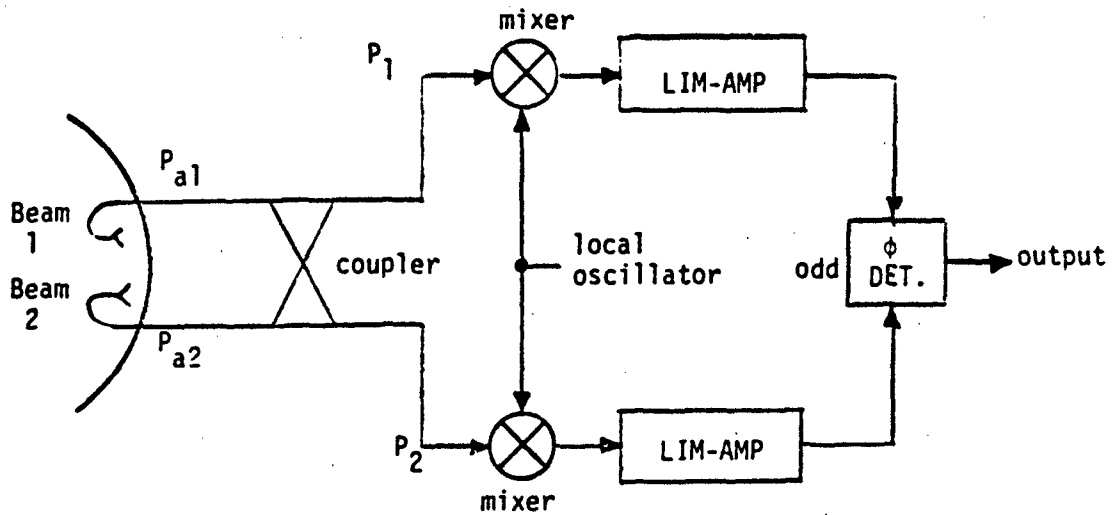 mixer
P1
LIM-AMP
Pa1
Beam
1
coupler
local
oscillator
odd
φ
DET.
output
Beam
2
Pa2
P2
LIM-AMP
mixer